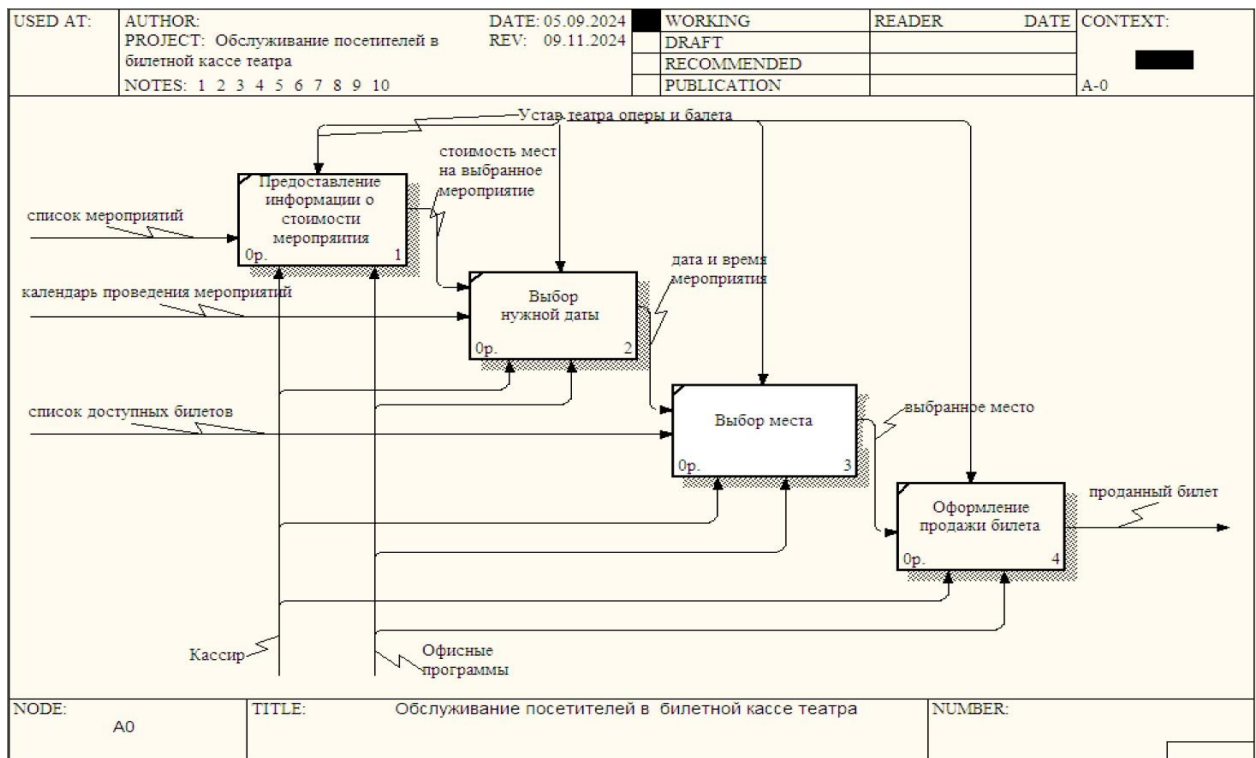 USED AT:
AUTHOR:
DATE: 05.09.2024
PROJECT: Обслуживание посетителей в
билетной кассе театра
REV: 09.11.2024
NOTES: 1 2 3 4 5 6 7 8 9 10
WORKING
DRAFT
RECOMMENDED
PUBLICATION
READER
DATE
CONTEXT:
A-0
Устав театра оперы и балета
стоимость мест
на выбранное
мероприятие
Предоставление
информации о
стоимости
меропряития
0р.
1
список мероприятий
дата и время
мероприятия
календарь проведения мероприятий
Выбор
нужной даты
0р.
2
список доступных билетов
Выбор места
0р.
3
выбранное место
Оформление
продажи билета
0р.
4
проданный билет
Кассир
Офисные
программы
NODE:
A0
TITLE:
Обслуживание посетителей в билетной кассе театра
NUMBER: